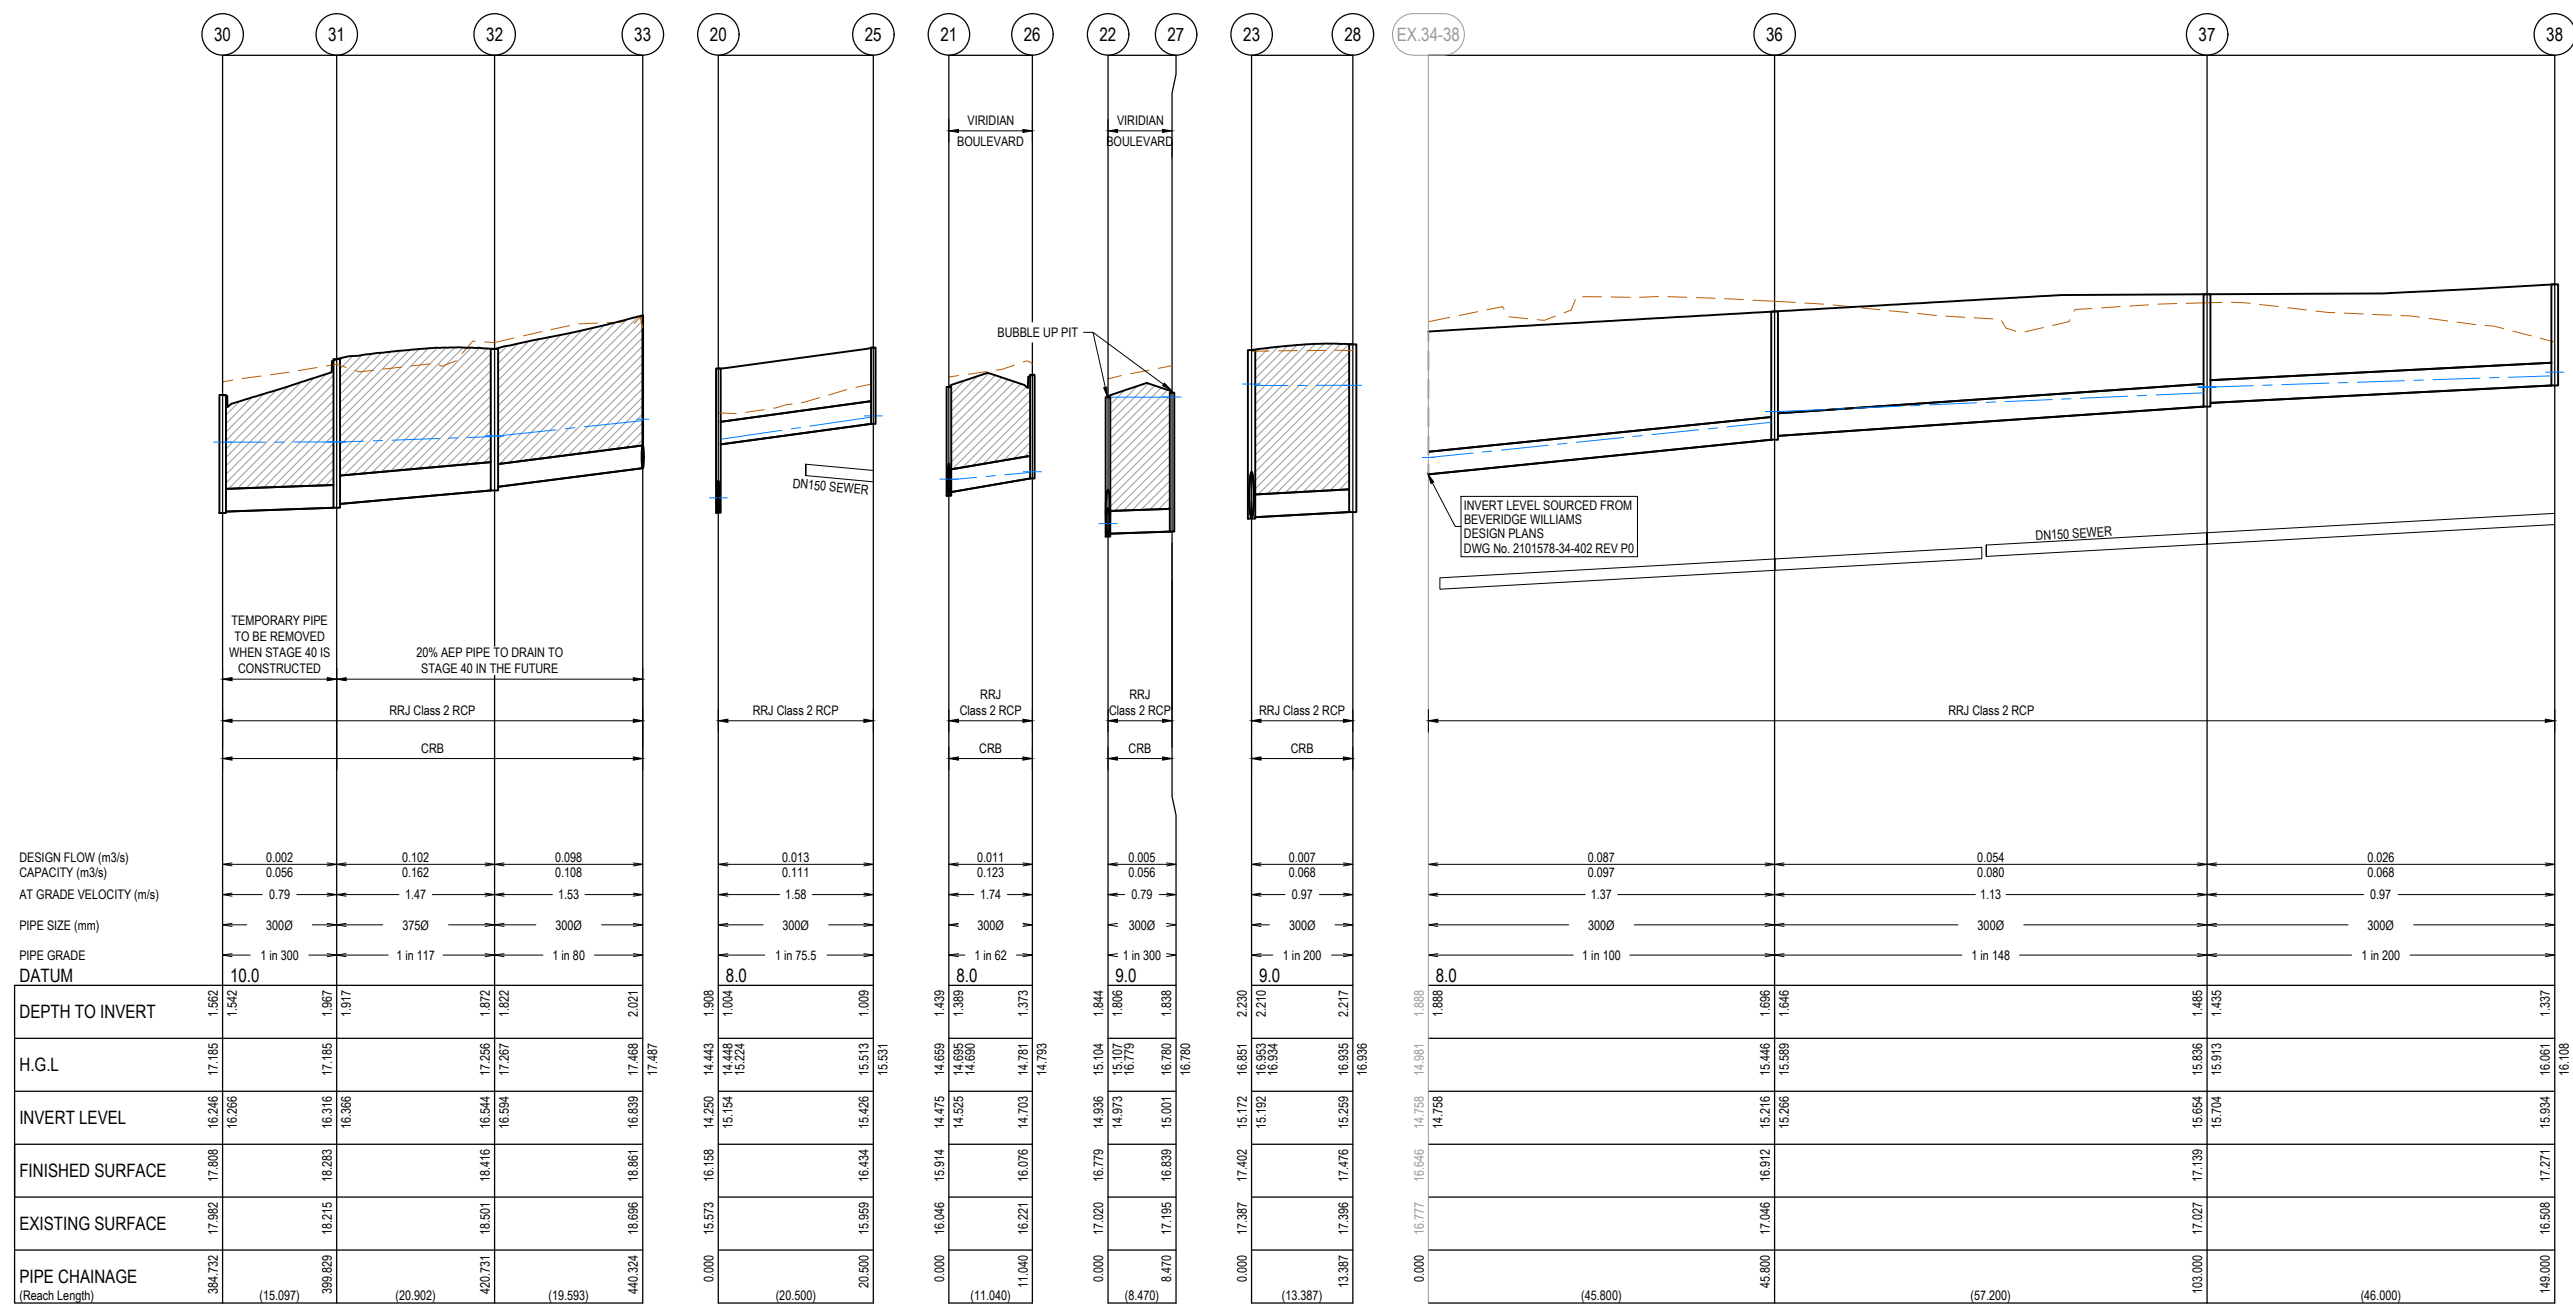 30 31 32 33 20 25 21 26 22 27 23 28 EX.34-38 36 37 38
VIRIDIAN
BOULEVARD
VIRIDIAN
BOULEVARD
BUBBLE UP PIT
DN150 SEWER
INVERT LEVEL SOURCED FROM
BEVERIDGE WILLIAMS
DESIGN PLANS
DWG No. 2101578-34-402 REV P0
DN150 SEWER
TEMPORARY PIPE
TO BE REMOVED
WHEN STAGE 40 IS
CONSTRUCTED
20% AEP PIPE TO DRAIN TO
STAGE 40 IN THE FUTURE
RRJ Class 2 RCP
RRJ Class 2 RCP
RRJ
Class 2 RCP
RRJ
Class 2 RCP
RRJ Class 2 RCP
RRJ Class 2 RCP
CRB CRB CRB CRB
DESIGN FLOW (m3/s) 0.002 0.102 0.098 0.013 0.011 0.005 0.007 0.087 0.054 0.026
CAPACITY (m3/s) 0.056 0.162 0.108 0.111 0.123 0.056 0.068 0.097 0.080 0.068
AT GRADE VELOCITY (m/s) 0.79 1.47 1.53 1.58 1.74 0.79 0.97 1.37 1.13 0.97
PIPE SIZE (mm) 300Ø 375Ø 300Ø 300Ø 300Ø 300Ø 300Ø 300Ø 300Ø 300Ø
PIPE GRADE 1 in 300 1 in 117 1 in 80 1 in 75.5 1 in 62 1 in 300 1 in 200 1 in 100 1 in 148 1 in 200
DATUM 10.0 8.0 8.0 9.0 9.0 8.0
DEPTH TO INVERT 1.562 1.542 1.967 1.917 1.872 1.822 2.021 1.908 1.004 1.009 1.439 1.389 1.373 1.844 1.806 1.838 2.230 2.210 2.217 1.888 1.888 1.696 1.646 1.485 1.435 1.337
H.G.L 17.185 17.185 17.256 17.267 17.468 17.487 14.443 14.448 15.224 15.513 15.531 14.659 14.695 14.690 14.781 14.793 15.104 15.107 16.779 16.780 16.780 16.851 16.953 16.934 16.935 16.936 14.981 15.446 15.589 15.836 15.913 16.061 16.108
INVERT LEVEL 16.246 16.266 16.316 16.366 16.544 16.594 16.839 14.250 15.154 15.426 14.475 14.525 14.703 14.936 14.973 15.001 15.172 15.192 15.259 14.758 14.758 15.216 15.266 15.654 15.704 15.934
FINISHED SURFACE 17.808 18.283 18.416 18.861 16.158 16.434 15.914 16.076 16.779 16.839 17.402 17.476 16.646 16.912 17.139 17.271
EXISTING SURFACE 17.982 18.215 18.501 18.696 15.573 15.959 16.046 16.221 17.020 17.195 17.387 17.396 16.777 17.046 17.027 16.508
PIPE CHAINAGE 384.732 399.829 420.731 440.324 0.000 20.500 0.000 11.040 0.000 8.470 0.000 13.387 0.000 45.800 103.000 149.000
(Reach Length) (15.097) (20.902) (19.593) (20.500) (11.040) (8.470) (13.387) (45.800) (57.200) (46.000)